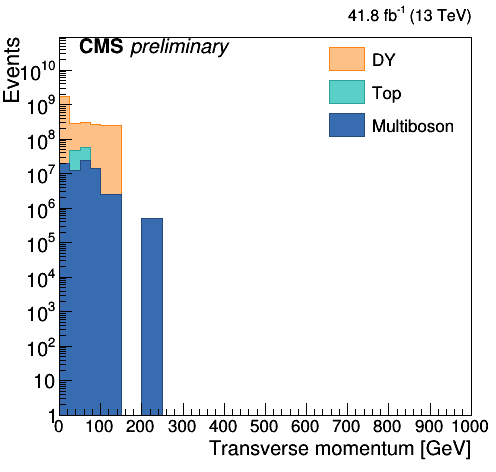 41.8 fb⁻¹ (13 TeV)
CMS preliminary
Events
DY
Top
Multiboson
10¹⁰
10⁹
10⁸
10⁷
10⁶
10⁵
10⁴
10³
10²
10
1
0 100 200 300 400 500 600 700 800 900 1000
Transverse momentum [GeV]